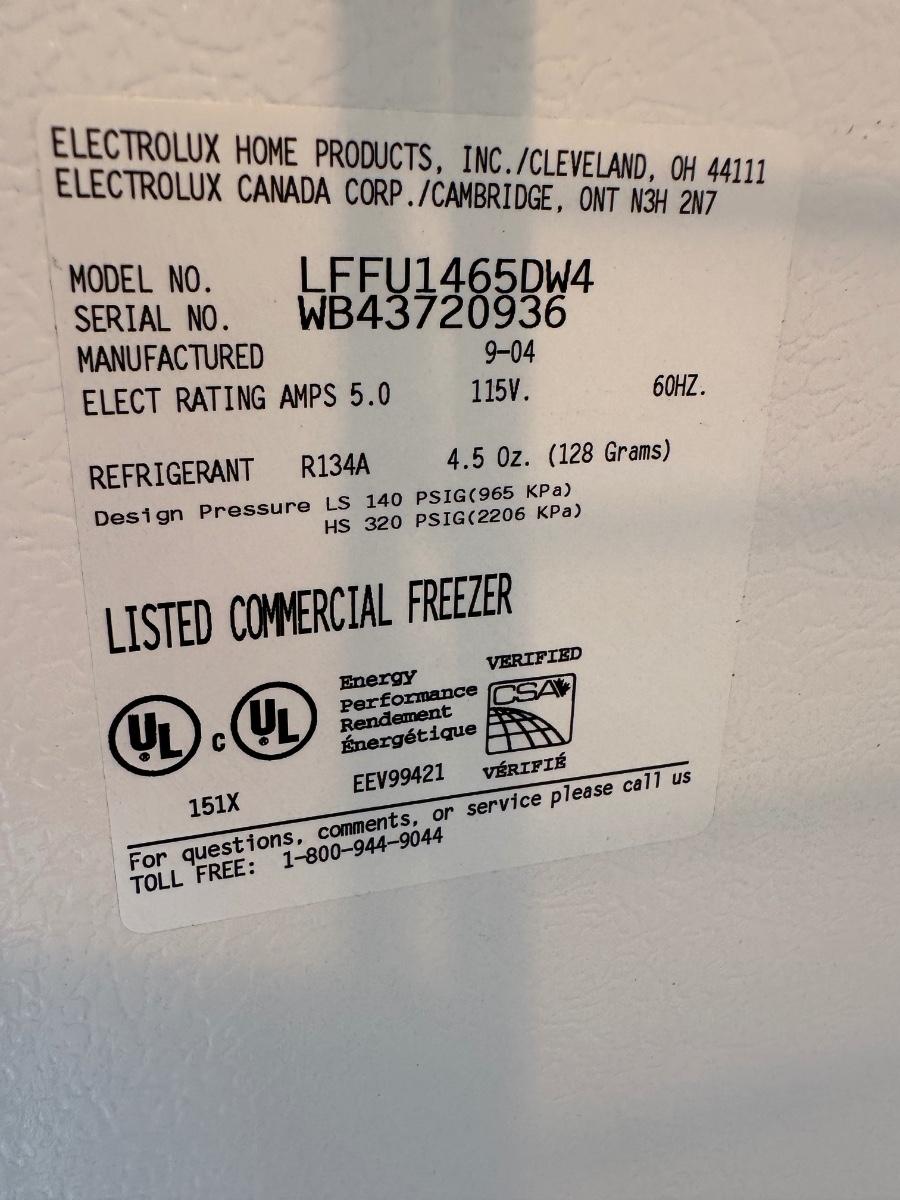 ELECTROLUX HOME PRODUCTS, INC./CLEVELAND, OH 44111
ELECTROLUX CANADA CORP./CAMBRIDGE, ONT N3H 2N7
MODEL NO. LFFU1465DW4
SERIAL NO. WB43720936
MANUFACTURED 9-04
ELECT RATING AMPS 5.0 115V. 60HZ.
REFRIGERANT R134A 4.5 Oz. (128 Grams)
Design Pressure LS 140 PSIG(965 KPa)
HS 320 PSIG(2206 KPa)
LISTED COMMERCIAL FREEZER
UL ® c UL ®
151X
Energy
Performance
Rendement
Énergétique
EEV99421
VERIFIED
CSA
VÉRIFIÉ
For questions, comments, or service please call us
TOLL FREE: 1-800-944-9044